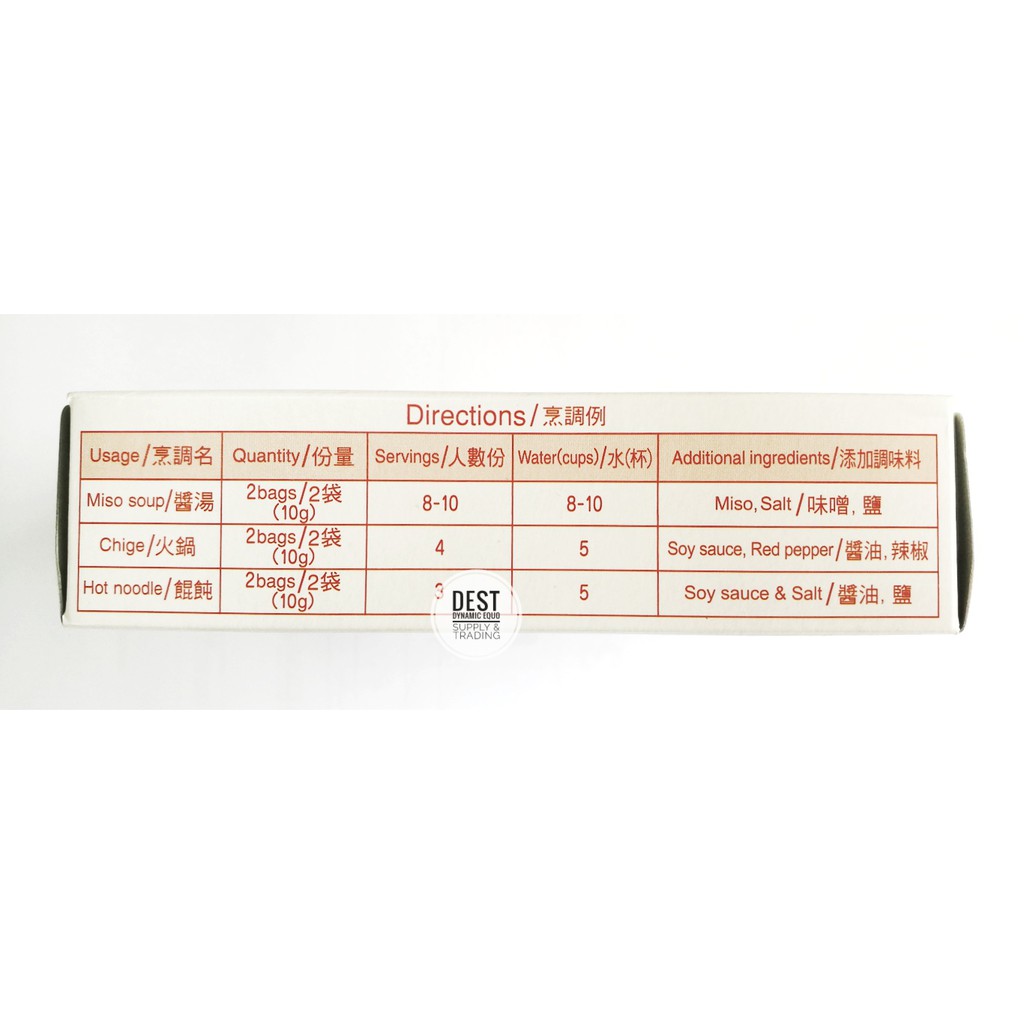 Directions/烹調例
Usage/烹調名 Quantity/份量 Servings/人數份 Water(cups)/水(杯) Additional ingredients/添加調味料
Miso soup/醬湯 2bags/2袋 (10g) 8-10 8-10 Miso, Salt/味噌, 鹽
Chige/火鍋 2bags/2袋 (10g) 4 5 Soy sauce, Red pepper/醬油, 辣椒
Hot noodle/餛飩 2bags/2袋 (10g) 3 5 Soy sauce & Salt/醬油, 鹽
DEST
DYNAMIC EQUO
SUPPLY &
TRADING